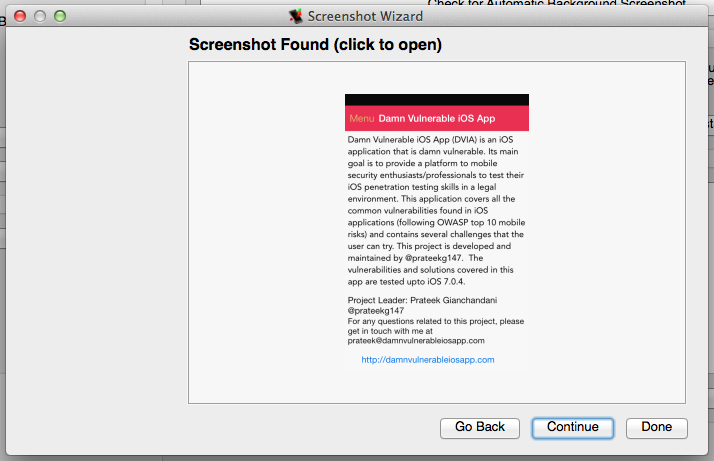 Check for Automatic Background Screenshot
Screenshot Wizard
Screenshot Found (click to open)
Menu Damn Vulnerable iOS App
Damn Vulnerable iOS App (DVIA) is an iOS
application that is damn vulnerable. Its main
goal is to provide a platform to mobile
security enthusiasts/professionals to test their
iOS penetration testing skills in a legal
environment. This application covers all the
common vulnerabilities found in iOS
applications (following OWASP top 10 mobile
risks) and contains several challenges that the
user can try. This project is developed and
maintained by @prateekg147. The
vulnerabilities and solutions covered in this
app are tested upto iOS 7.0.4.
Project Leader: Prateek Gianchandani
@prateekg147
For any questions related to this project, please
get in touch with me at
prateek@damnvulnerableiosapp.com
http://damnvulnerableiosapp.com
Go Back
Continue
Done